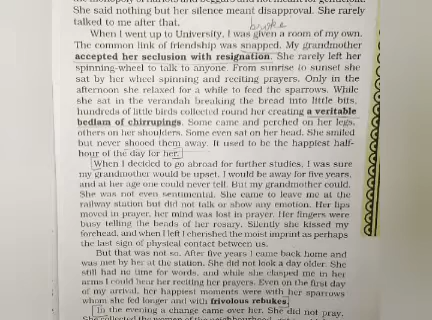 She said nothing but her silence meant disapproval. She rarely
talked to me after that.
broke
When I went up to University, I was given a room of my own.
The common link of friendship was snapped. My grandmother
accepted her seclusion with resignation. She rarely left her
spinning-wheel to talk to anyone. From sunrise to sunset she
sat by her wheel spinning and reciting prayers. Only in the
afternoon she relaxed for a while to feed the sparrows. While
she sat in the verandah breaking the bread into little bits,
hundreds of little birds collected round her creating a veritable
bedlam of chirrupings. Some came and perched on her legs,
others on her shoulders. Some even sat on her head. She smiled
but never shooed them away. It used to be the happiest half-
hour of the day for her.
When I decided to go abroad for further studies, I was sure
my grandmother would be upset. I would be away for five years,
and at her age one could never tell. But my grandmother could.
She was not even sentimental. She came to leave me at the
railway station but did not talk or show any emotion. Her lips
moved in prayer, her mind was lost in prayer. Her fingers were
busy telling the beads of her rosary. Silently she kissed my
forehead, and when I left I cherished the moist imprint as perhaps
the last sign of physical contact between us.
But that was not so. After five years I came back home and
was met by her at the station. She did not look a day older. She
still had no time for words, and while she clasped me in her
arms I could hear her reciting her prayers. Even on the first day
of my arrival, her happiest moments were with her sparrows
whom she fed longer and with frivolous rebukes.
In the evening a change came over her. She did not pray.
She collected the women of the neighbourhood,